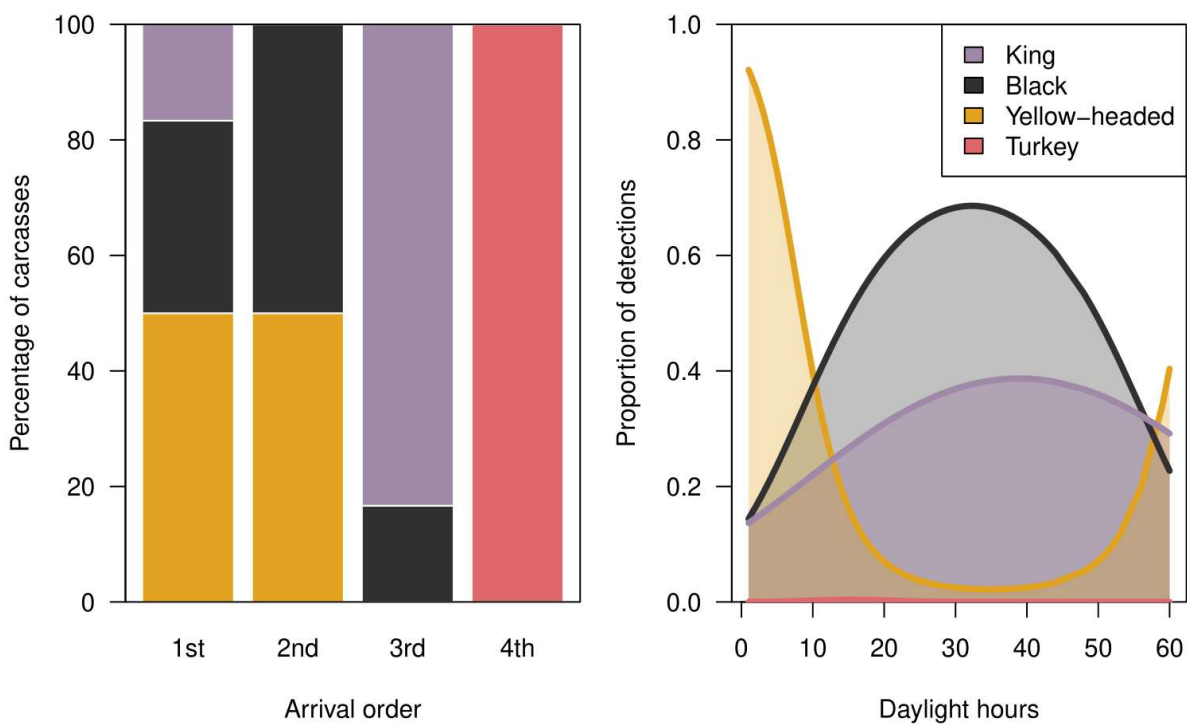 Percentage of carcasses
100
80
60
40
20
0
1st 2nd 3rd 4th
Arrival order
Proportion of detections
1.0
0.8
0.6
0.4
0.2
0.0
0 10 20 30 40 50 60
Daylight hours
King
Black
Yellow−headed
Turkey